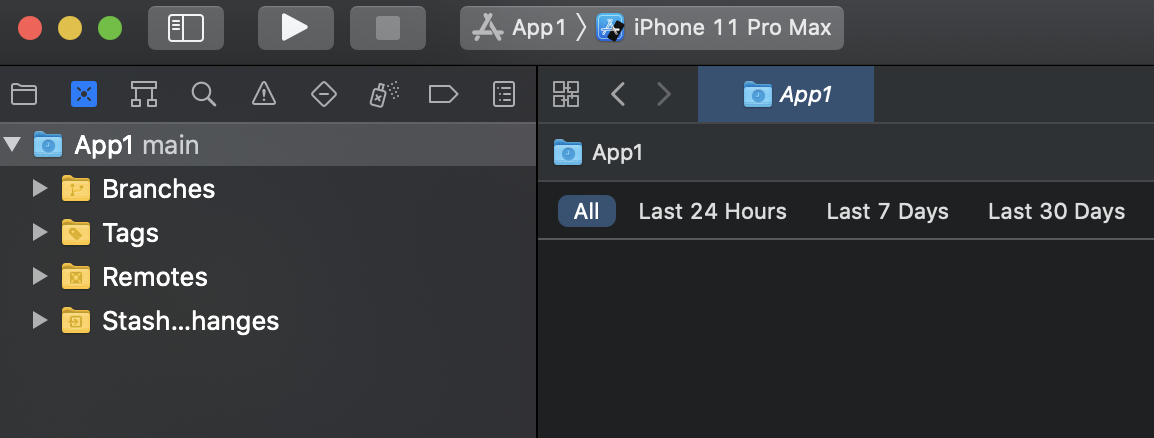 App1 〉 iPhone 11 Pro Max
App1
App1 main
App1
Branches
All Last 24 Hours Last 7 Days Last 30 Days
Tags
Remotes
Stash...hanges